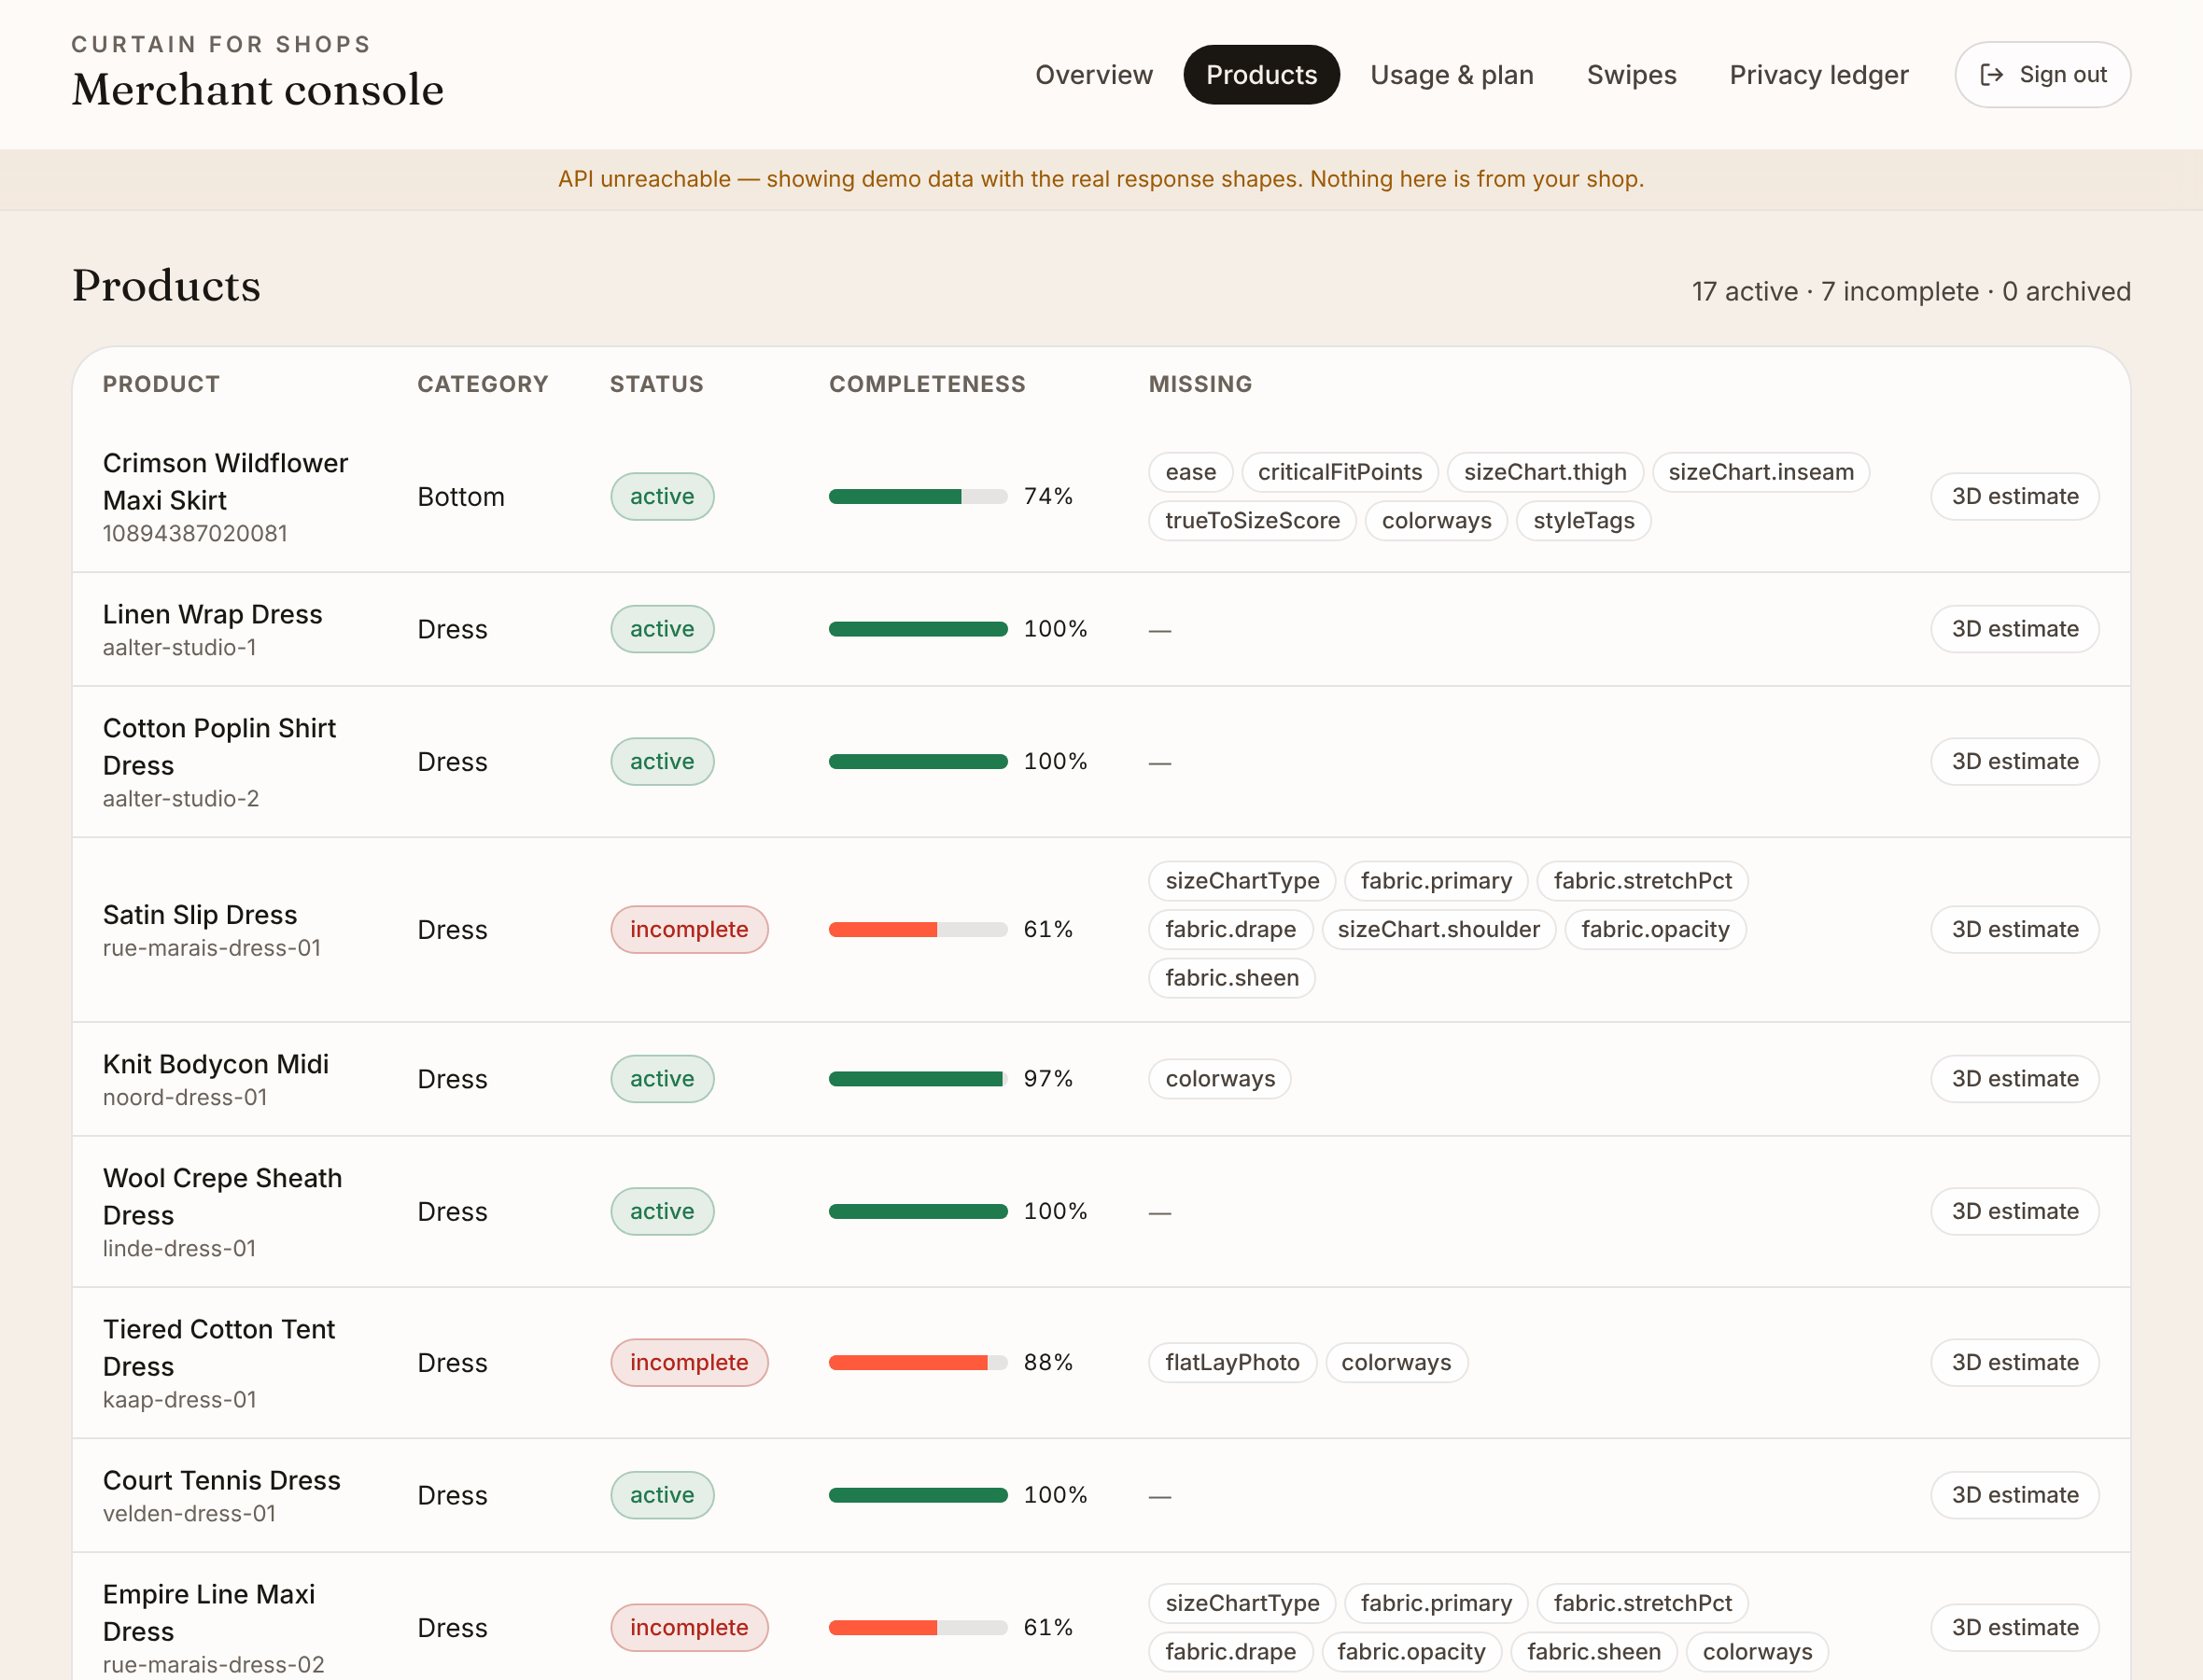 CURTAIN FOR SHOPS
Merchant console
Overview
Products
Usage & plan
Swipes
Privacy ledger
Sign out
API unreachable — showing demo data with the real response shapes. Nothing here is from your shop.
Products
17 active · 7 incomplete · 0 archived
PRODUCT CATEGORY STATUS COMPLETENESS MISSING
Crimson Wildflower
Maxi Skirt
10894387020081
Bottom
active
74%
ease criticalFitPoints sizeChart.thigh sizeChart.inseam
trueToSizeScore colorways styleTags
3D estimate
Linen Wrap Dress
aalter-studio-1
Dress
active
100%
—
3D estimate
Cotton Poplin Shirt
Dress
aalter-studio-2
Dress
active
100%
—
3D estimate
Satin Slip Dress
rue-marais-dress-01
Dress
incomplete
61%
sizeChartType fabric.primary fabric.stretchPct
fabric.drape sizeChart.shoulder fabric.opacity
fabric.sheen
3D estimate
Knit Bodycon Midi
noord-dress-01
Dress
active
97%
colorways
3D estimate
Wool Crepe Sheath
Dress
linde-dress-01
Dress
active
100%
—
3D estimate
Tiered Cotton Tent
Dress
kaap-dress-01
Dress
incomplete
88%
flatLayPhoto colorways
3D estimate
Court Tennis Dress
velden-dress-01
Dress
active
100%
—
3D estimate
Empire Line Maxi
Dress
rue-marais-dress-02
Dress
incomplete
61%
sizeChartType fabric.primary fabric.stretchPct
fabric.drape fabric.opacity fabric.sheen colorways
3D estimate